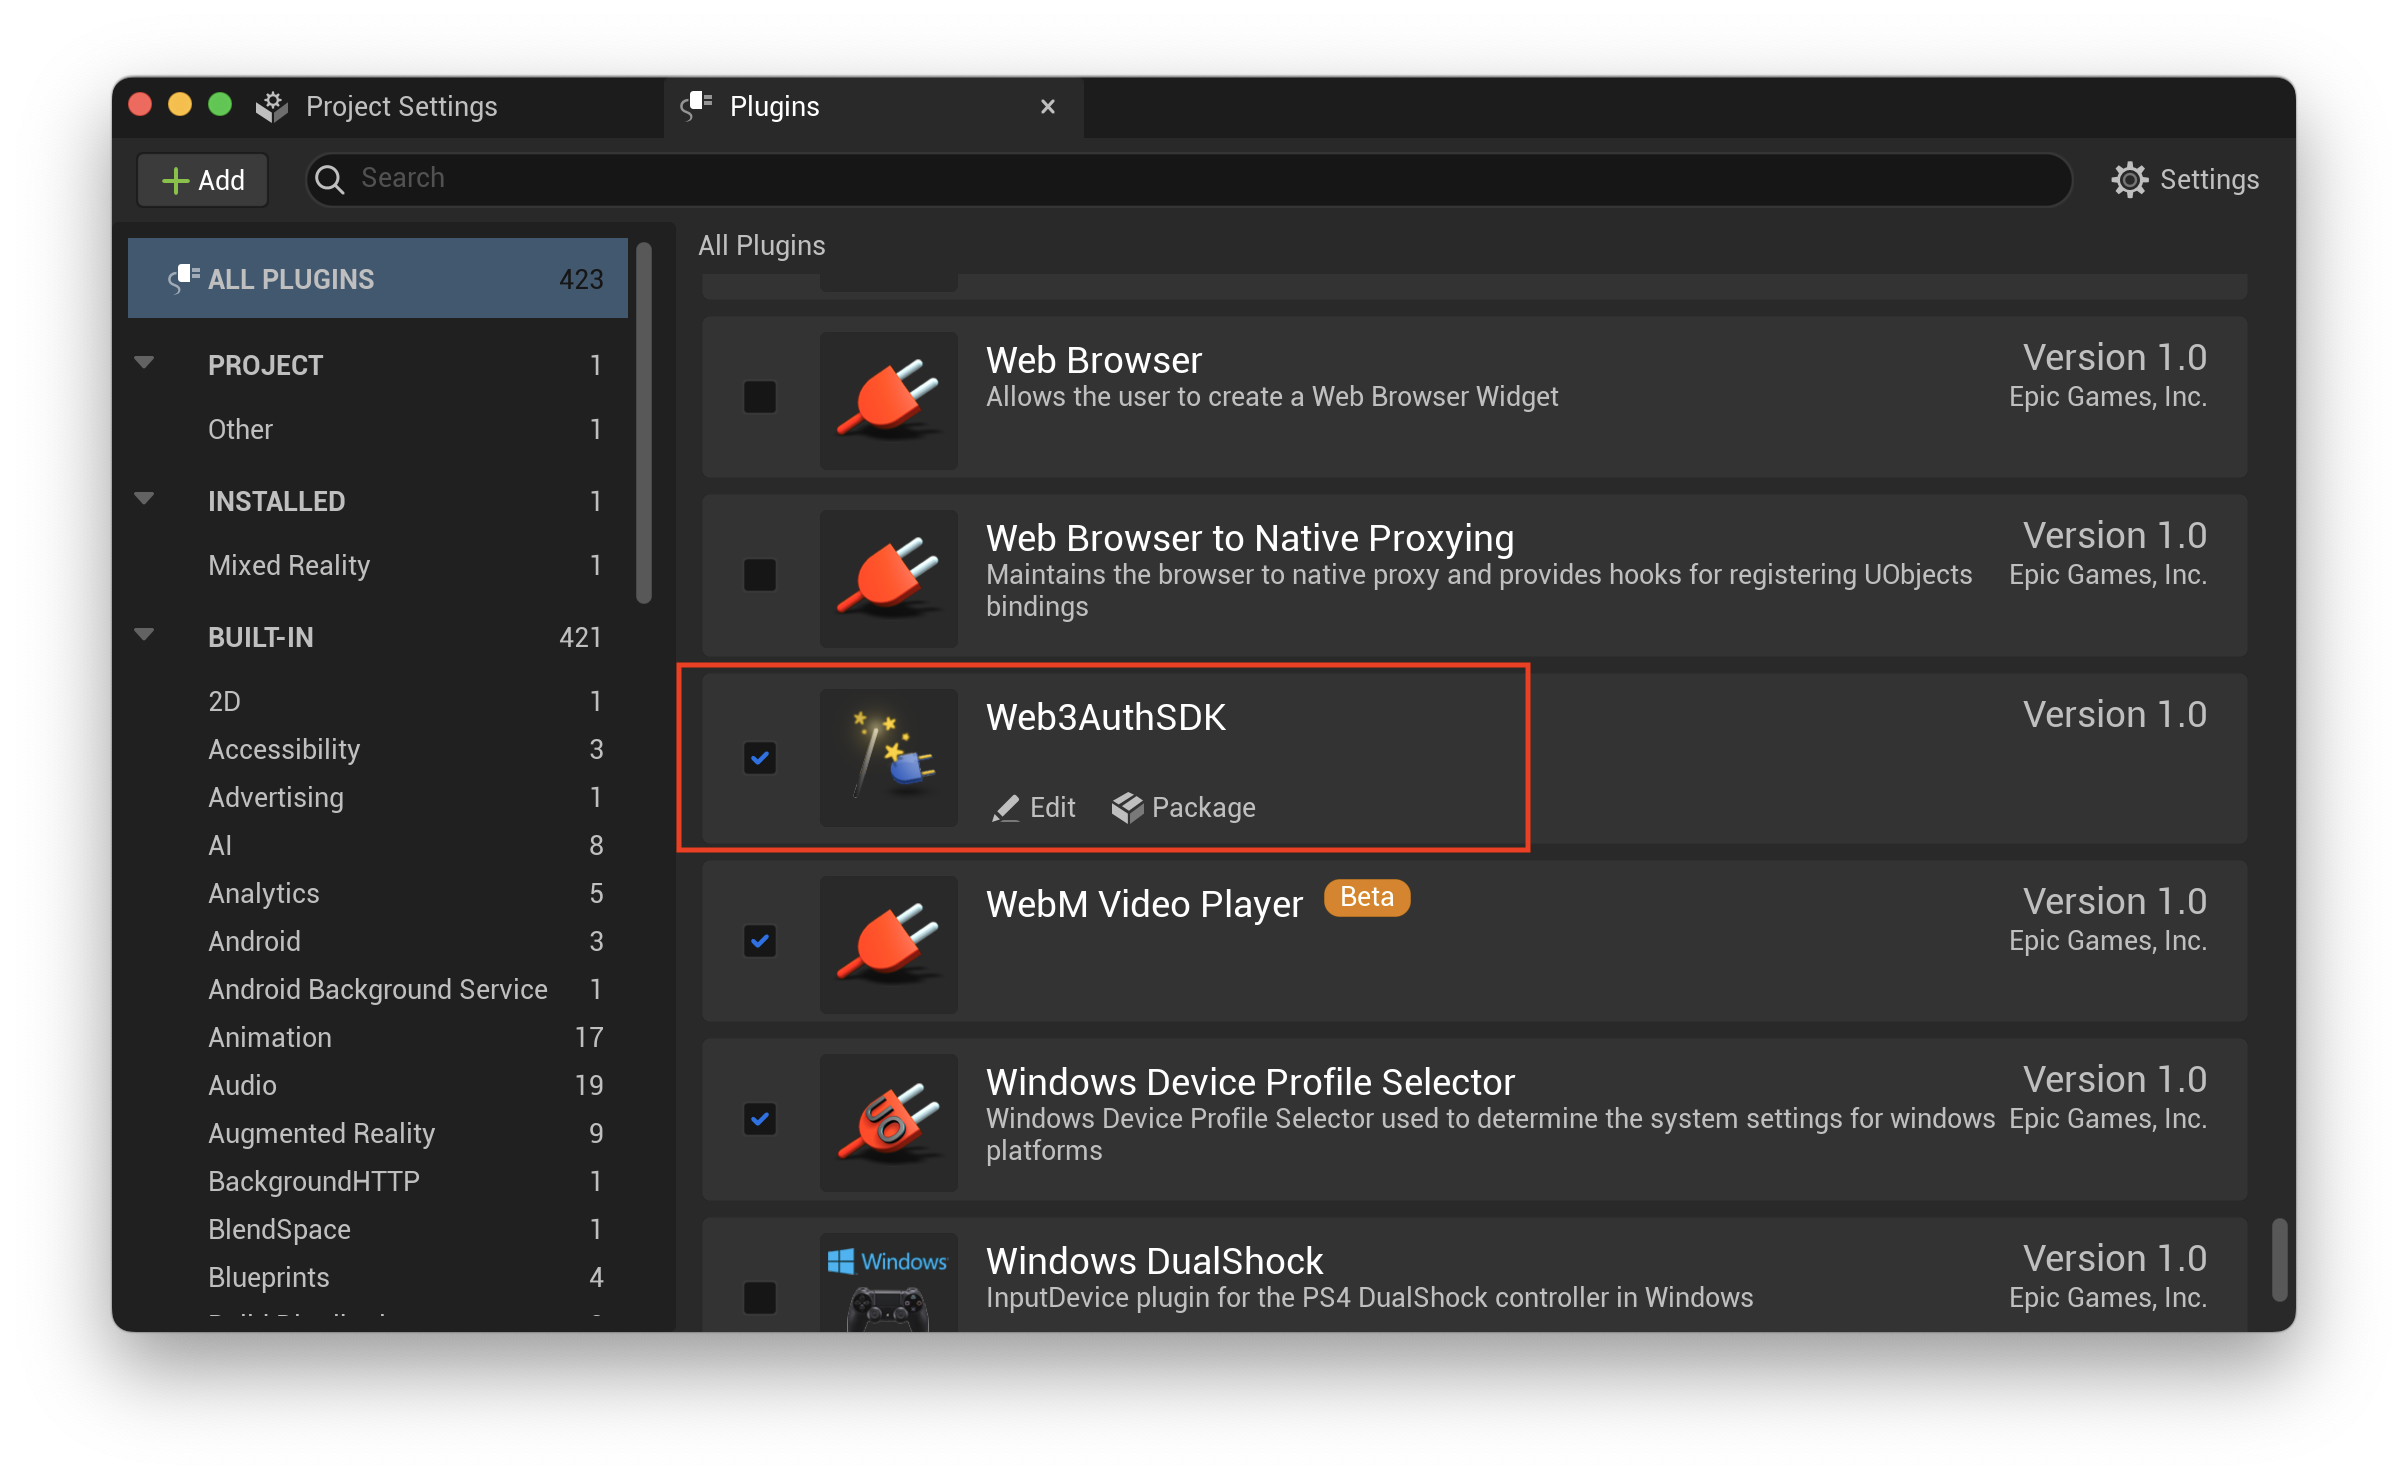 Project Settings
Plugins
Add
Search
Settings
ALL PLUGINS 423
PROJECT 1
Other 1
INSTALLED 1
Mixed Reality 1
BUILT-IN 421
2D 1
Accessibility 3
Advertising 1
AI 8
Analytics 5
Android 3
Android Background Service 1
Animation 17
Audio 19
Augmented Reality 9
BackgroundHTTP 1
BlendSpace 1
Blueprints 4
All Plugins
Web Browser
Allows the user to create a Web Browser Widget
Version 1.0
Epic Games, Inc.
Web Browser to Native Proxying
Maintains the browser to native proxy and provides hooks for registering UObjects
bindings
Version 1.0
Epic Games, Inc.
Web3AuthSDK
Edit Package
Version 1.0
WebM Video Player Beta
Version 1.0
Epic Games, Inc.
UO
Windows Device Profile Selector
Windows Device Profile Selector used to determine the system settings for windows
platforms
Version 1.0
Epic Games, Inc.
Windows
Windows DualShock
InputDevice plugin for the PS4 DualShock controller in Windows
Version 1.0
Epic Games, Inc.